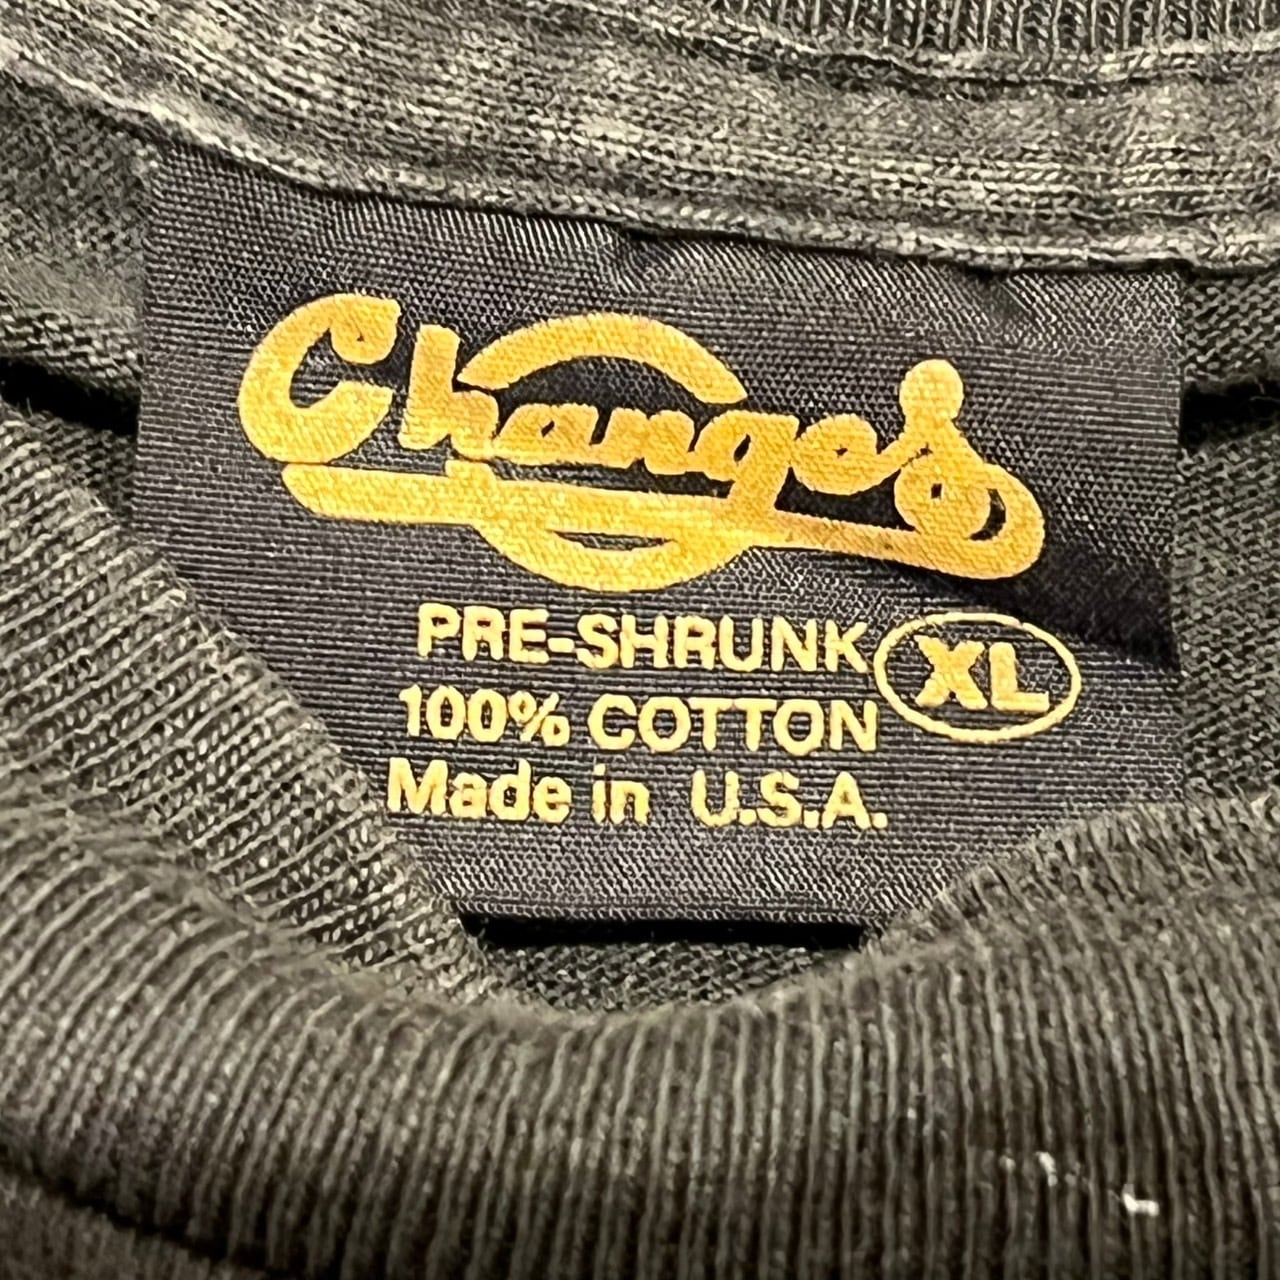 Changes
PRE-SHRUNK XL
100% COTTON
Made in U.S.A.